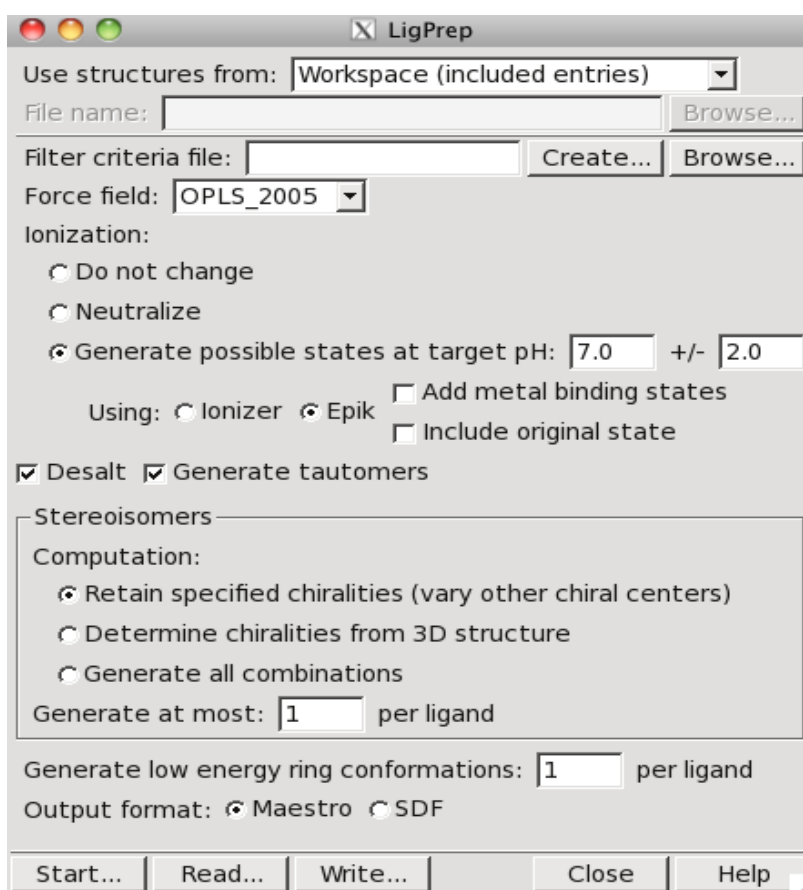 LigPrep
Use structures from: Workspace (included entries)
File name: Browse...
Filter criteria file: Create... Browse...
Force field: OPLS_2005
Ionization:
Do not change
Neutralize
Generate possible states at target pH: 7.0 +/- 2.0
Using: Ionizer Epik
Add metal binding states
Include original state
Desalt Generate tautomers
Stereoisomers
Computation:
Retain specified chiralities (vary other chiral centers)
Determine chiralities from 3D structure
Generate all combinations
Generate at most: 1 per ligand
Generate low energy ring conformations: 1 per ligand
Output format: Maestro SDF
Start... Read... Write... Close Help